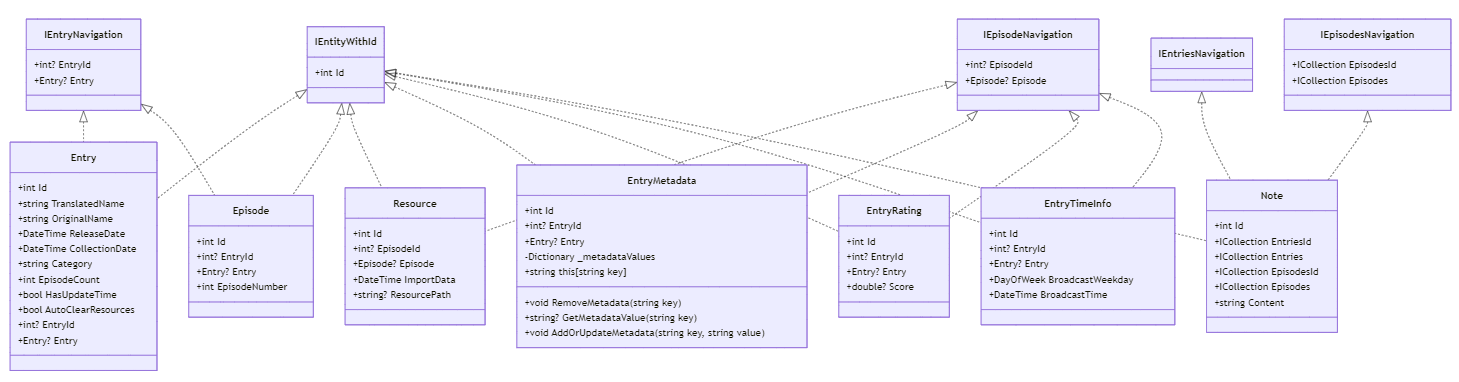 IEntryNavigation
+int? EntryId
+Entry? Entry
IEntityWithId
+int Id
IEpisodeNavigation
+int? EpisodeId
+Episode? Episode
IEntriesNavigation
IEpisodesNavigation
+ICollection EpisodesId
+ICollection Episodes
Entry
+int Id
+string TranslatedName
+string OriginalName
+DateTime ReleaseDate
+DateTime CollectionDate
+string Category
+int EpisodeCount
+bool HasUpdateTime
+bool AutoClearResources
+int? EntryId
+Entry? Entry
Episode
+int Id
+int? EntryId
+Entry? Entry
+int EpisodeNumber
Resource
+int Id
+int? EpisodeId
+Episode? Episode
+DateTime ImportData
+string? ResourcePath
EntryMetadata
+int Id
+int? EntryId
+Entry? Entry
-Dictionary _metadataValues
+string this[string key]
+void RemoveMetadata(string key)
+string? GetMetadataValue(string key)
+void AddOrUpdateMetadata(string key, string value)
EntryRating
+int Id
+int? EntryId
+Entry? Entry
+double? Score
EntryTimeInfo
+int Id
+int? EntryId
+Entry? Entry
+DayOfWeek BroadcastWeekday
+DateTime BroadcastTime
Note
+int Id
+ICollection EntriesId
+ICollection Entries
+ICollection EpisodesId
+ICollection Episodes
+string Content